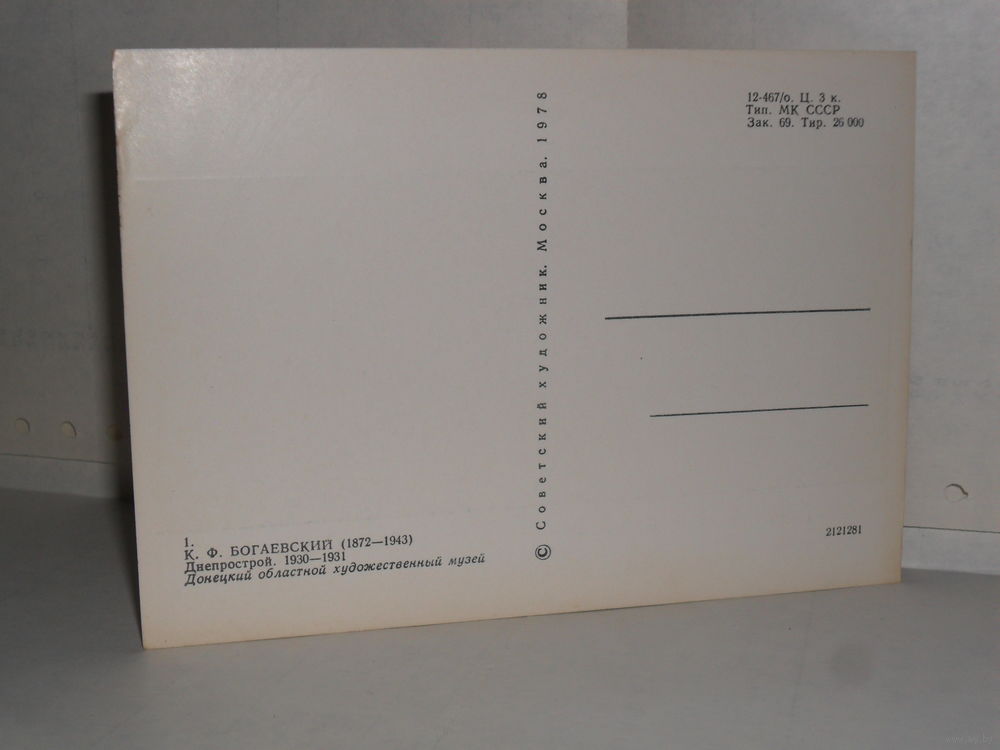 12-467/о. Ц. 3 к.
Тип. МК СССР
Зак. 69. Тир. 26 000
© Советский художник. Москва. 1978
2121281
1.
К. Ф. БОГАЕВСКИЙ (1872—1943)
Днепрострой. 1930—1931
Донецкий областной художественный музей